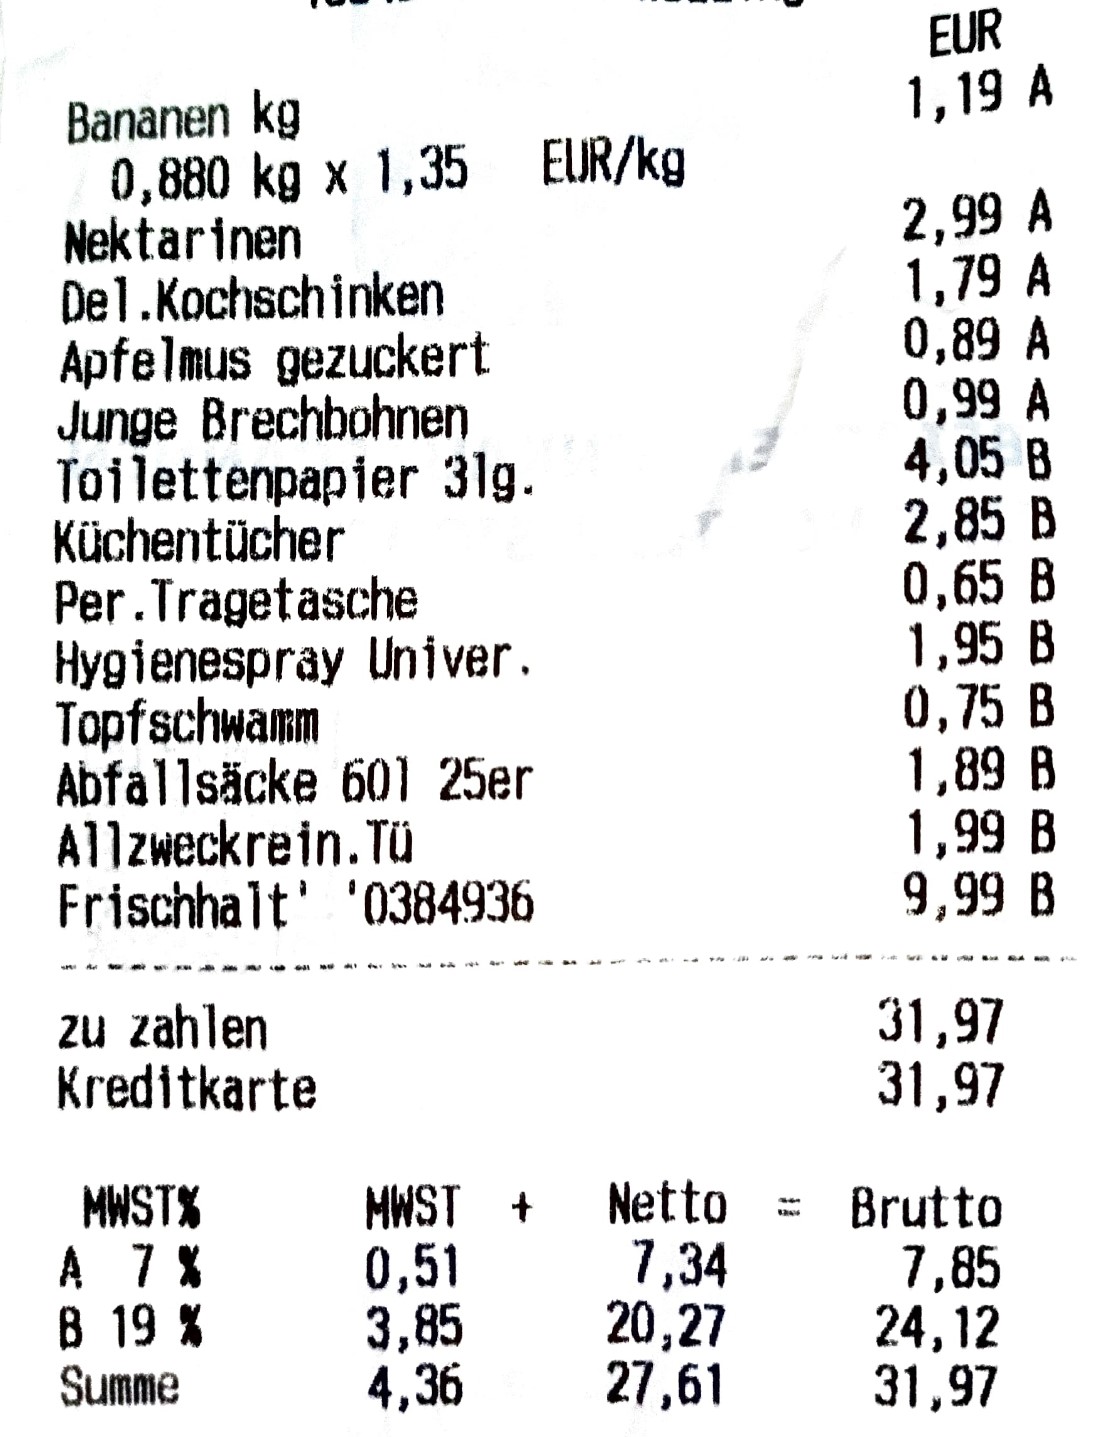 EUR
Bananen kg 1,19 A
0,880 kg x 1,35 EUR/kg
Nektarinen 2,99 A
Del.Kochschinken 1,79 A
Apfelmus gezuckert 0,89 A
Junge Brechbohnen 0,99 A
Toilettenpapier 3lg. 4,05 B
Küchentücher 2,85 B
Per.Tragetasche 0,65 B
Hygienespray Univer. 1,95 B
Topfschwamm 0,75 B
Abfallsäcke 60l 25er 1,89 B
Allzweckrein.Tü 1,99 B
Frischhalt' '0384936 9,99 B
zu zahlen 31,97
Kreditkarte 31,97
MWST% MWST + Netto = Brutto
A 7 % 0,51 7,34 7,85
B 19 % 3,85 20,27 24,12
Summe 4,36 27,61 31,97